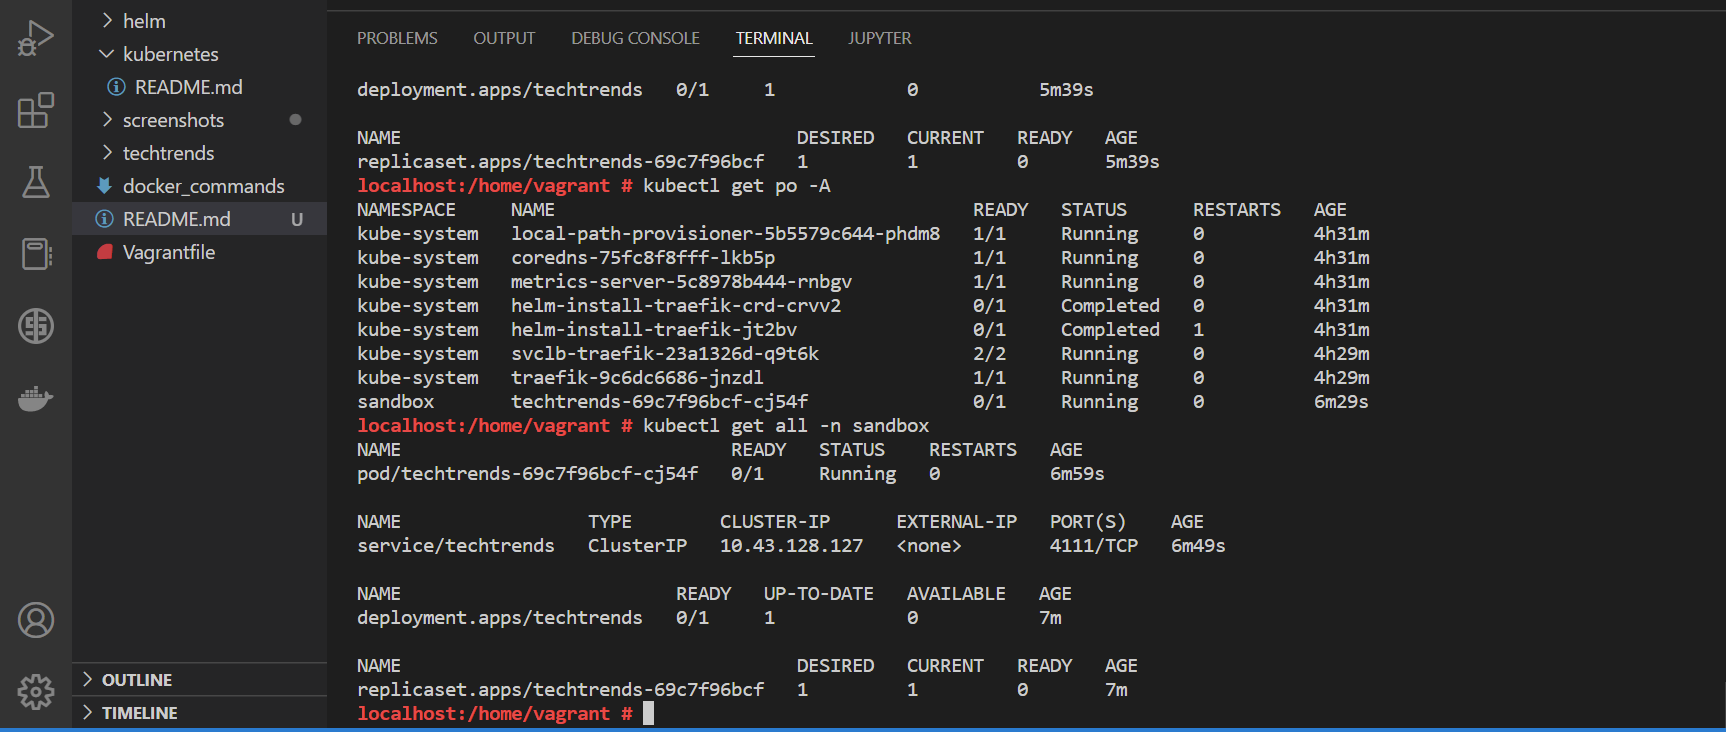 helm
kubernetes
README.md
screenshots
techtrends
docker_commands
README.md U
Vagrantfile
OUTLINE
TIMELINE
PROBLEMS OUTPUT DEBUG CONSOLE TERMINAL JUPYTER
deployment.apps/techtrends 0/1 1 0 5m39s
NAME DESIRED CURRENT READY AGE
replicaset.apps/techtrends-69c7f96bcf 1 1 0 5m39s
localhost:/home/vagrant # kubectl get po -A
NAMESPACE NAME READY STATUS RESTARTS AGE
kube-system local-path-provisioner-5b5579c644-phdm8 1/1 Running 0 4h31m
kube-system coredns-75fc8f8fff-lkb5p 1/1 Running 0 4h31m
kube-system metrics-server-5c8978b444-rnbgv 1/1 Running 0 4h31m
kube-system helm-install-traefik-crd-crvv2 0/1 Completed 0 4h31m
kube-system helm-install-traefik-jt2bv 0/1 Completed 1 4h31m
kube-system svclb-traefik-23a1326d-q9t6k 2/2 Running 0 4h29m
kube-system traefik-9c6dc6686-jnzdl 1/1 Running 0 4h29m
sandbox techtrends-69c7f96bcf-cj54f 0/1 Running 0 6m29s
localhost:/home/vagrant # kubectl get all -n sandbox
NAME READY STATUS RESTARTS AGE
pod/techtrends-69c7f96bcf-cj54f 0/1 Running 0 6m59s
NAME TYPE CLUSTER-IP EXTERNAL-IP PORT(S) AGE
service/techtrends ClusterIP 10.43.128.127 <none> 4111/TCP 6m49s
NAME READY UP-TO-DATE AVAILABLE AGE
deployment.apps/techtrends 0/1 1 0 7m
NAME DESIRED CURRENT READY AGE
replicaset.apps/techtrends-69c7f96bcf 1 1 0 7m
localhost:/home/vagrant #